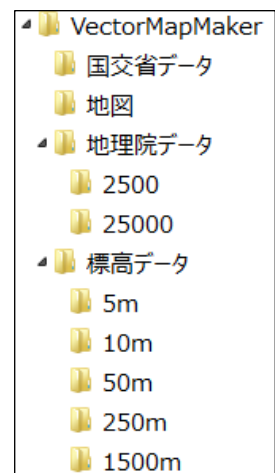 VectorMapMaker
国交省データ
地図
地理院データ
2500
25000
標高データ
5m
10m
50m
250m
1500m